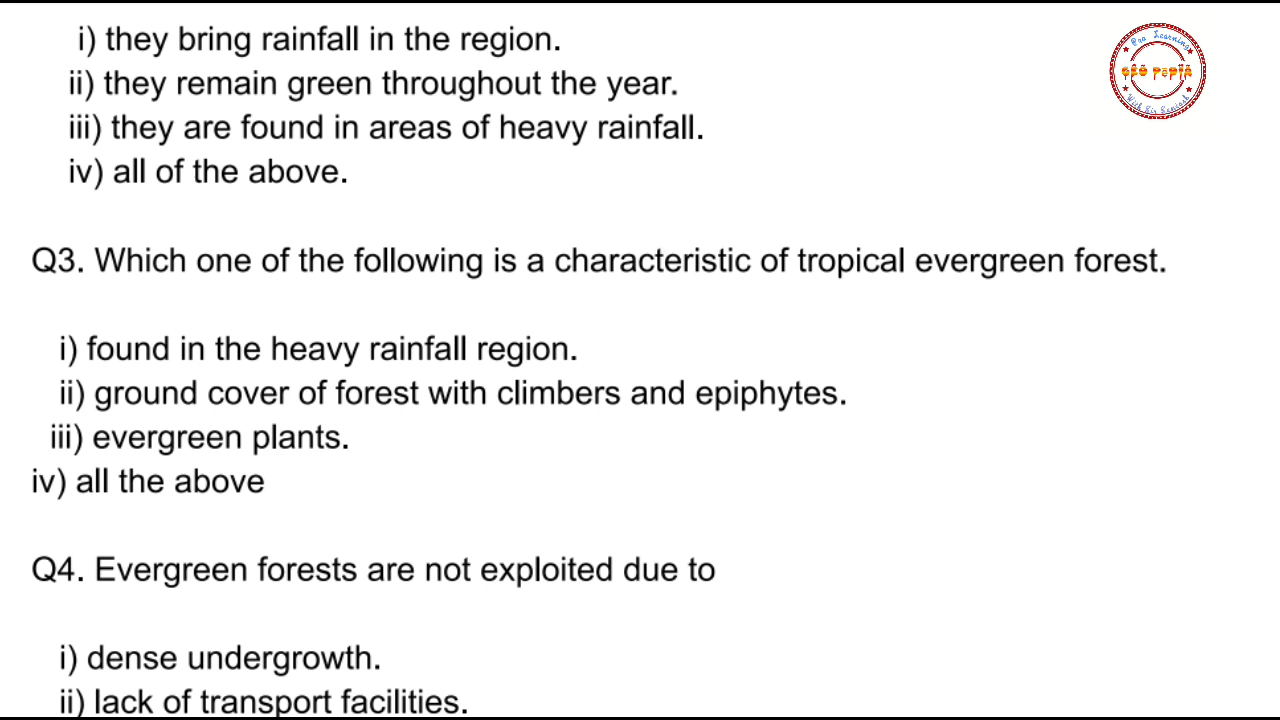 i) they bring rainfall in the region.
ii) they remain green throughout the year.
iii) they are found in areas of heavy rainfall.
iv) all of the above.
Q3. Which one of the following is a characteristic of tropical evergreen forest.
i) found in the heavy rainfall region.
ii) ground cover of forest with climbers and epiphytes.
iii) evergreen plants.
iv) all the above
Q4. Evergreen forests are not exploited due to
i) dense undergrowth.
ii) lack of transport facilities.